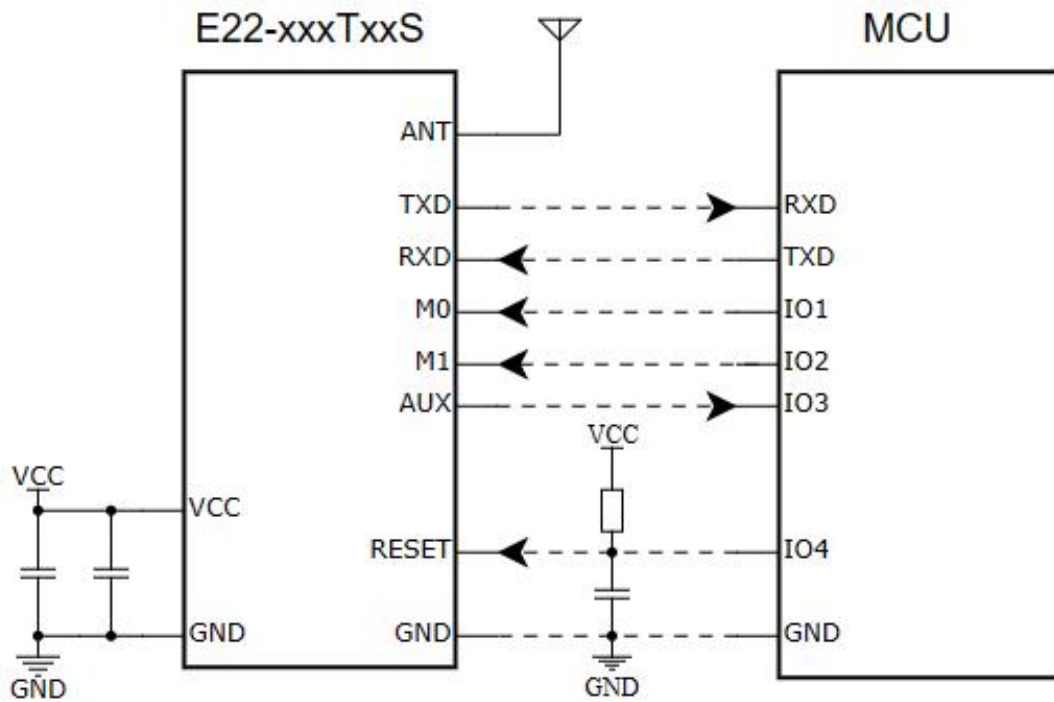 E22-xxxTxxS
MCU
ANT
TXD
RXD
RXD
TXD
M0
IO1
M1
IO2
AUX
IO3
VCC
VCC
VCC
RESET
IO4
GND
GND
GND
GND
GND